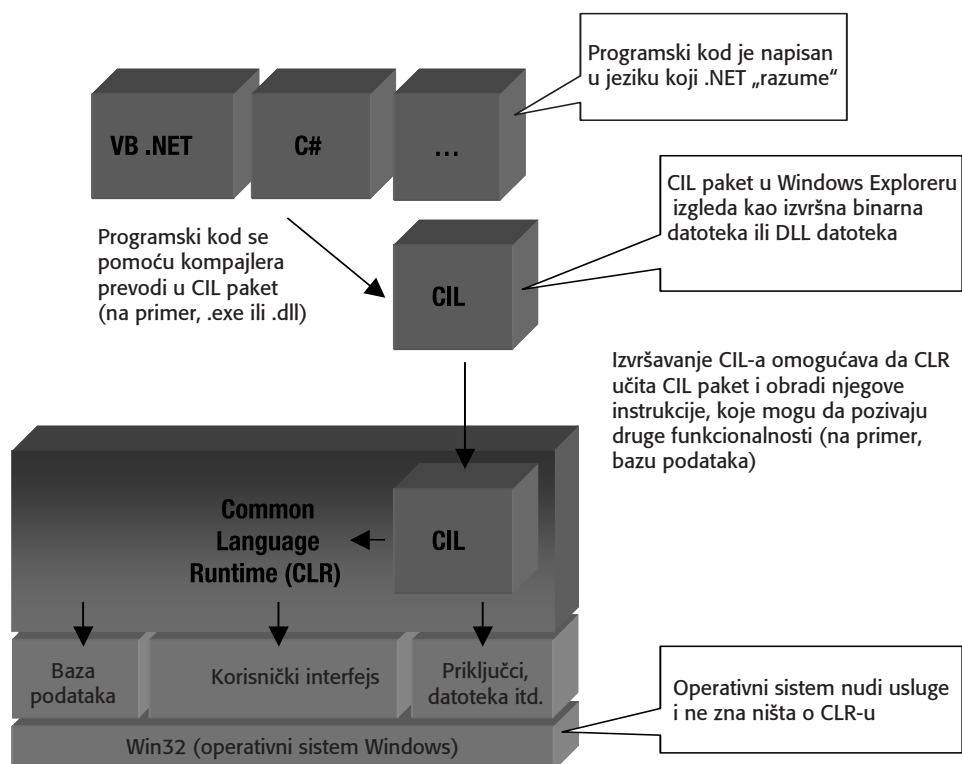 Programski kod je napisan
u jeziku koji .NET „razume“
VB .NET
C#
...
CIL paket u Windows Exploreru
izgleda kao izvršna binarna
datoteka ili DLL datoteka
Programski kod se
pomoću kompajlera
prevodi u CIL paket
(na primer, .exe ili .dll)
CIL
Izvršavanje CIL-a omogućava da CLR
učita CIL paket i obradi njegove
instrukcije, koje mogu da pozivaju
druge funkcionalnosti (na primer,
bazu podataka)
Common
Language
Runtime (CLR)
CIL
Baza
podataka
Korisnički interfejs
Priključci,
datoteka itd.
Operativni sistem nudi usluge
i ne zna ništa o CLR-u
Win32 (operativni sistem Windows)